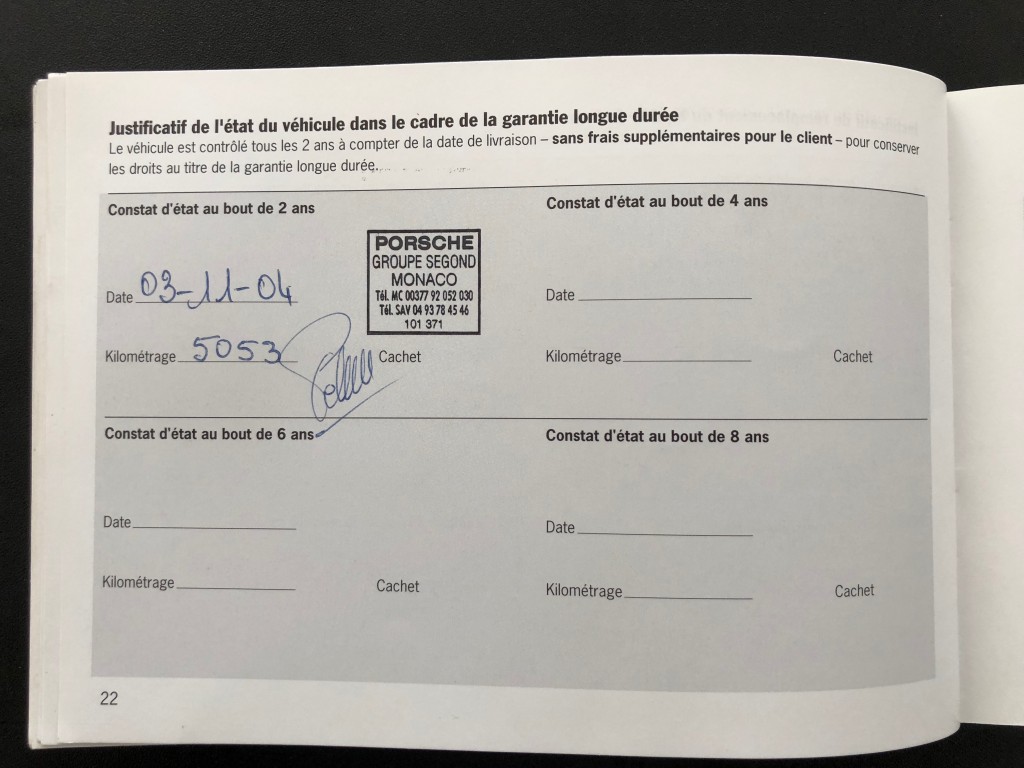 Justificatif de l'état du véhicule dans le cadre de la garantie longue durée
Le véhicule est contrôlé tous les 2 ans à compter de la date de livraison – sans frais supplémentaires pour le client – pour conserver
les droits au titre de la garantie longue durée.
Constat d'état au bout de 2 ans
PORSCHE
GROUPE SEGOND
MONACO
Tél. MC 00377 92 052 030
Tél. SAV 04 93 78 45 46
101 371
Date 03-11-04
Kilométrage 5053
Cachet
Constat d'état au bout de 4 ans
Date
Kilométrage
Cachet
Constat d'état au bout de 6 ans
Date
Kilométrage
Cachet
Constat d'état au bout de 8 ans
Date
Kilométrage
Cachet
22